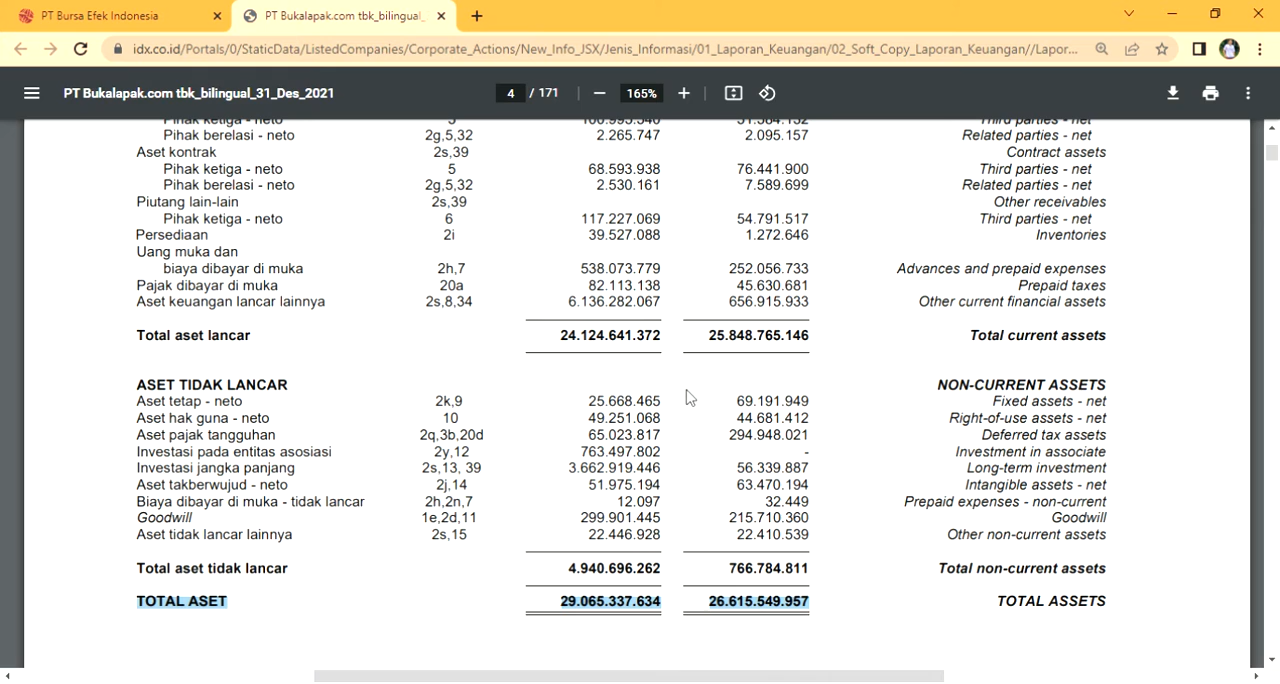 PT Bursa Efek Indonesia
PT Bukalapak.com tbk_bilingual_
idx.co.id/Portals/0/StaticData/ListedCompanies/Corporate_Actions/New_Info_JSX/Jenis_Informasi/01_Laporan_Keuangan/02_Soft_Copy_Laporan_Keuangan//Lapor...
PT Bukalapak.com tbk_bilingual_31_Des_2021 4 / 171 165%
Pihak ketiga - neto 5 Third parties - net
Pihak berelasi - neto 2g,5,32 2.265.747 2.095.157 Related parties - net
Aset kontrak 2s,39 Contract assets
Pihak ketiga - neto 5 68.593.938 76.441.900 Third parties - net
Pihak berelasi - neto 2g,5,32 2.530.161 7.589.699 Related parties - net
Piutang lain-lain 2s,39 Other receivables
Pihak ketiga - neto 6 117.227.069 54.791.517 Third parties - net
Persediaan 2i 39.527.088 1.272.646 Inventories
Uang muka dan
biaya dibayar di muka 2h,7 538.073.779 252.056.733 Advances and prepaid expenses
Pajak dibayar di muka 20a 82.113.138 45.630.681 Prepaid taxes
Aset keuangan lancar lainnya 2s,8,34 6.136.282.067 656.915.933 Other current financial assets
Total aset lancar 24.124.641.372 25.848.765.146 Total current assets
ASET TIDAK LANCAR NON-CURRENT ASSETS
Aset tetap - neto 2k,9 25.668.465 69.191.949 Fixed assets - net
Aset hak guna - neto 10 49.251.068 44.681.412 Right-of-use assets - net
Aset pajak tangguhan 2q,3b,20d 65.023.817 294.948.021 Deferred tax assets
Investasi pada entitas asosiasi 2y,12 763.497.802 - Investment in associate
Investasi jangka panjang 2s,13, 39 3.662.919.446 56.339.887 Long-term investment
Aset takberwujud - neto 2j,14 51.975.194 63.470.194 Intangible assets - net
Biaya dibayar di muka - tidak lancar 2h,2n,7 12.097 32.449 Prepaid expenses - non-current
Goodwill 1e,2d,11 299.901.445 215.710.360 Goodwill
Aset tidak lancar lainnya 2s,15 22.446.928 22.410.539 Other non-current assets
Total aset tidak lancar 4.940.696.262 766.784.811 Total non-current assets
TOTAL ASET 29.065.337.634 26.615.549.957 TOTAL ASSETS